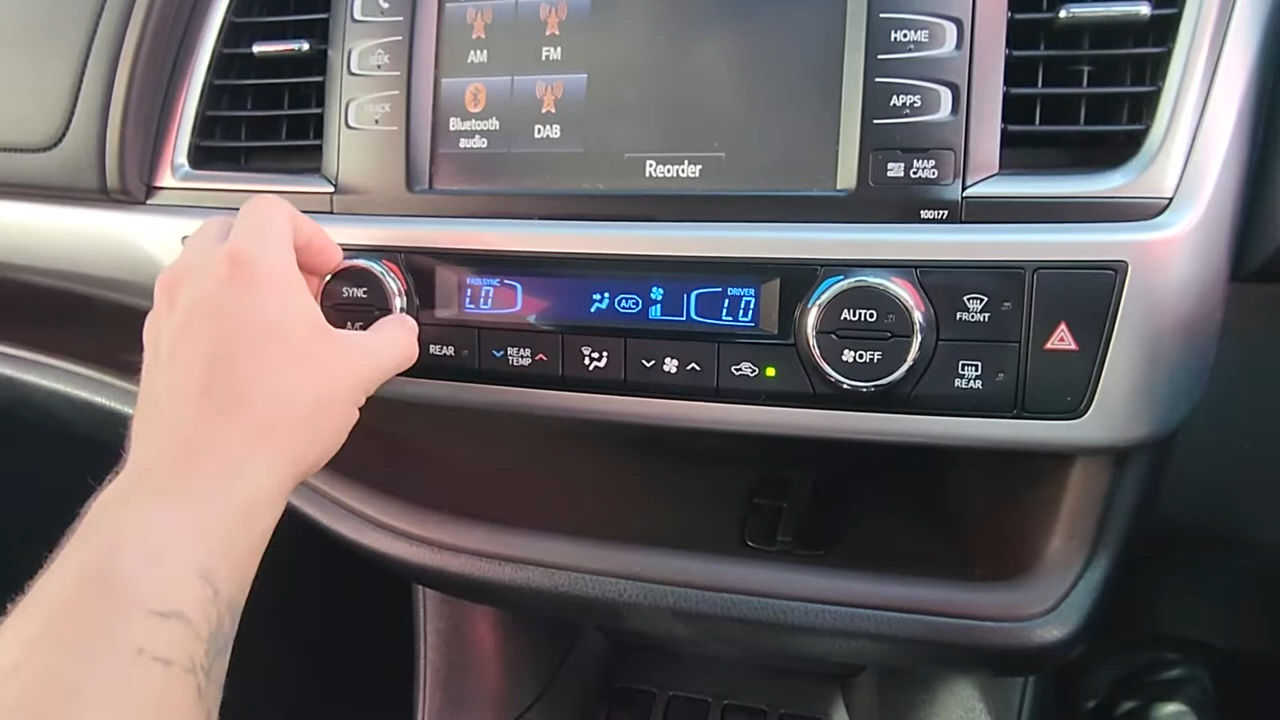 AM
FM
Bluetooth
audio
DAB
Reorder
SEEK
TRACK
HOME
APPS
MAP
CARD
100177
SYNC
A/C
PASS SYNC
LO
A/C
DRIVER
LO
AUTO
OFF
FRONT
REAR
REAR
REAR
TEMP